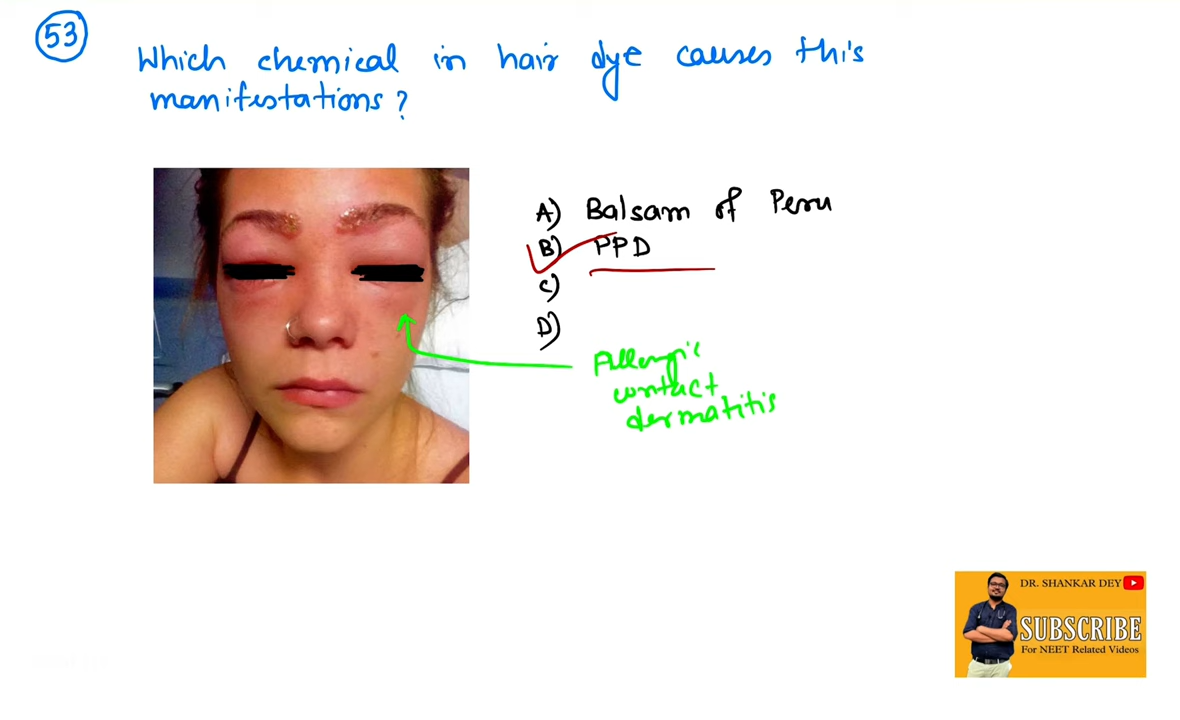 53
Which chemical in hair dye causes this
manifestations?
A) Balsam of Peru
B) PPD
C)
D)
Allergic
contact
dermatitis
DR. SHANKAR DEY
SUBSCRIBE
For NEET Related Videos